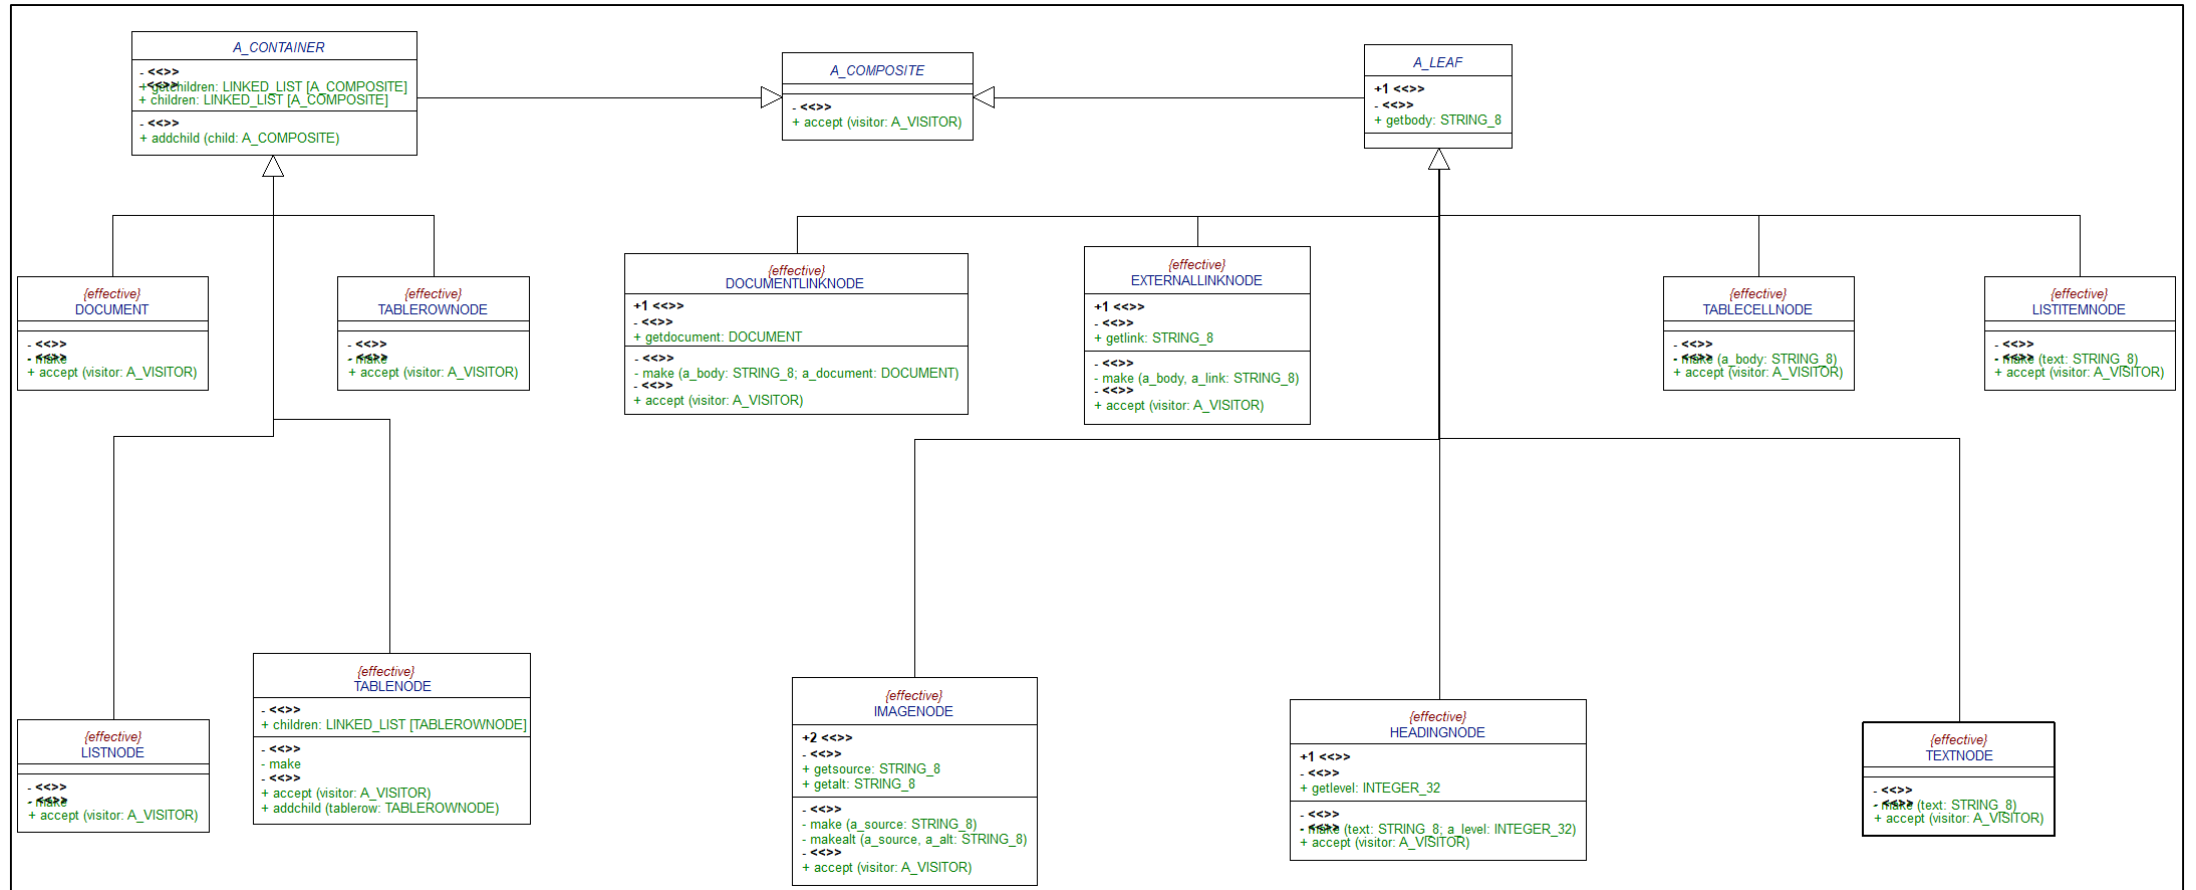 A_CONTAINER
- <<>>
+ getchildren: LINKED_LIST [A_COMPOSITE]
+ children: LINKED_LIST [A_COMPOSITE]
- <<>>
+ addchild (child: A_COMPOSITE)
A_COMPOSITE
- <<>>
+ accept (visitor: A_VISITOR)
A_LEAF
+1 <<>>
- <<>>
+ getbody: STRING_8
{effective}
DOCUMENT
- <<>>
- <<>>
- make
+ accept (visitor: A_VISITOR)
{effective}
TABLEROWNODE
- <<>>
- <<>>
- make
+ accept (visitor: A_VISITOR)
{effective}
DOCUMENTLINKNODE
+1 <<>>
- <<>>
+ getdocument: DOCUMENT
- <<>>
- make (a_body: STRING_8; a_document: DOCUMENT)
- <<>>
+ accept (visitor: A_VISITOR)
{effective}
EXTERNALLINKNODE
+1 <<>>
- <<>>
+ getlink: STRING_8
- <<>>
- make (a_body, a_link: STRING_8)
- <<>>
+ accept (visitor: A_VISITOR)
{effective}
TABLECELLNODE
- <<>>
- <<>>
- make (a_body: STRING_8)
+ accept (visitor: A_VISITOR)
{effective}
LISTITEMNODE
- <<>>
- <<>>
- make (text: STRING_8)
+ accept (visitor: A_VISITOR)
{effective}
LISTNODE
- <<>>
- <<>>
- make
+ accept (visitor: A_VISITOR)
{effective}
TABLENODE
- <<>>
+ children: LINKED_LIST [TABLEROWNODE]
- <<>>
- make
- <<>>
+ accept (visitor: A_VISITOR)
+ addchild (tablerow: TABLEROWNODE)
{effective}
IMAGENODE
+2 <<>>
- <<>>
+ getsource: STRING_8
+ getalt: STRING_8
- <<>>
- make (a_source: STRING_8)
- makealt (a_source, a_alt: STRING_8)
- <<>>
+ accept (visitor: A_VISITOR)
{effective}
HEADINGNODE
+1 <<>>
- <<>>
+ getlevel: INTEGER_32
- <<>>
- <<>>
- make (text: STRING_8; a_level: INTEGER_32)
+ accept (visitor: A_VISITOR)
{effective}
TEXTNODE
- <<>>
- <<>>
- make (text: STRING_8)
+ accept (visitor: A_VISITOR)